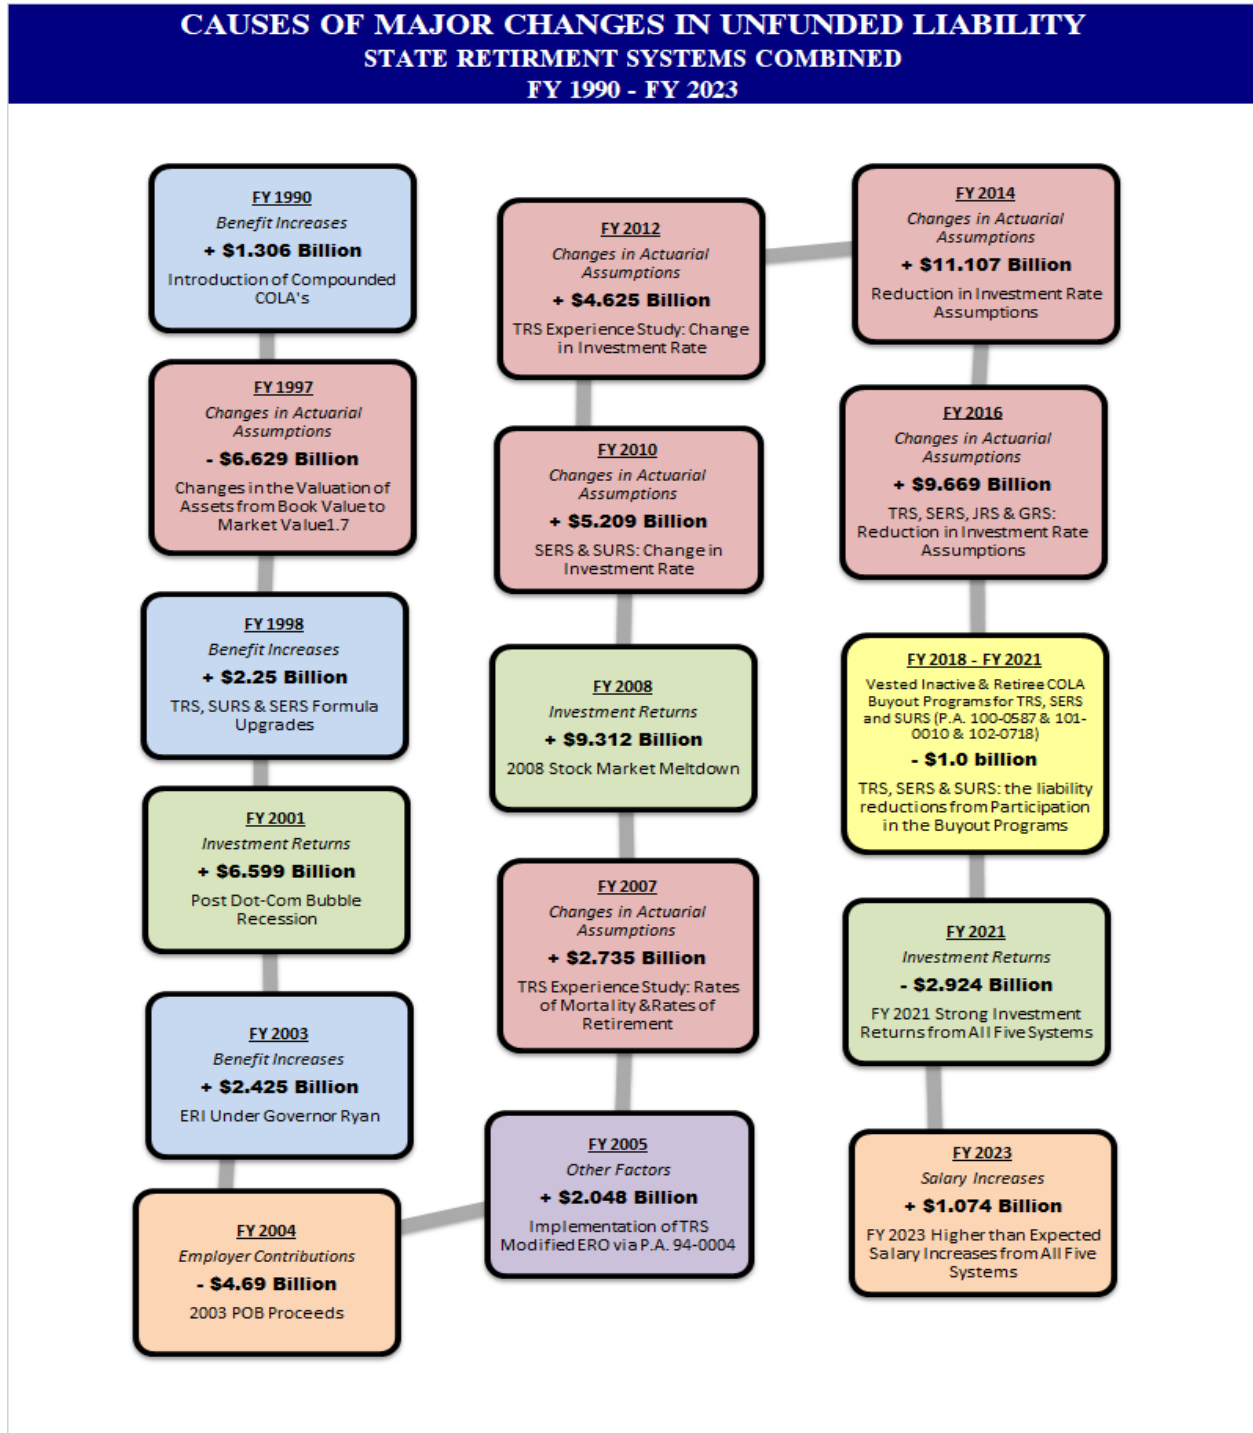 CAUSES OF MAJOR CHANGES IN UNFUNDED LIABILITY
STATE RETIRMENT SYSTEMS COMBINED
FY 1990 - FY 2023
FY 1990
Benefit Increases
+ $1.306 Billion
Introduction of Compounded
COLA's
FY 1997
Changes in Actuarial
Assumptions
- $6.629 Billion
Changes in the Valuation of
Assets from Book Value to
Market Value1.7
FY 1998
Benefit Increases
+ $2.25 Billion
TRS, SURS & SERS Formula
Upgrades
FY 2001
Investment Returns
+ $6.599 Billion
Post Dot-Com Bubble
Recession
FY 2003
Benefit Increases
+ $2.425 Billion
ERI Under Governor Ryan
FY 2004
Employer Contributions
- $4.69 Billion
2003 POB Proceeds
FY 2005
Other Factors
+ $2.048 Billion
Implementation of TRS
Modified ERO via P.A. 94-0004
FY 2007
Changes in Actuarial
Assumptions
+ $2.735 Billion
TRS Experience Study: Rates
of Mortality &Rates of
Retirement
FY 2008
Investment Returns
+ $9.312 Billion
2008 Stock Market Meltdown
FY 2010
Changes in Actuarial
Assumptions
+ $5.209 Billion
SERS & SURS: Change in
Investment Rate
FY 2012
Changes in Actuarial
Assumptions
+ $4.625 Billion
TRS Experience Study: Change
in Investment Rate
FY 2014
Changes in Actuarial
Assumptions
+ $11.107 Billion
Reduction in Investment Rate
Assumptions
FY 2016
Changes in Actuarial
Assumptions
+ $9.669 Billion
TRS, SERS, JRS & GRS:
Reduction in Investment Rate
Assumptions
FY 2018 - FY 2021
Vested Inactive & Retiree COLA
Buyout Programs for TRS, SERS
and SURS (P.A. 100-0587 & 101-
0010 & 102-0718)
- $1.0 billion
TRS, SERS & SURS: the liability
reductions from Participation
in the Buyout Programs
FY 2021
Investment Returns
- $2.924 Billion
FY 2021 Strong Investment
Returns from All Five Systems
FY 2023
Salary Increases
+ $1.074 Billion
FY 2023 Higher than Expected
Salary Increases from All Five
Systems